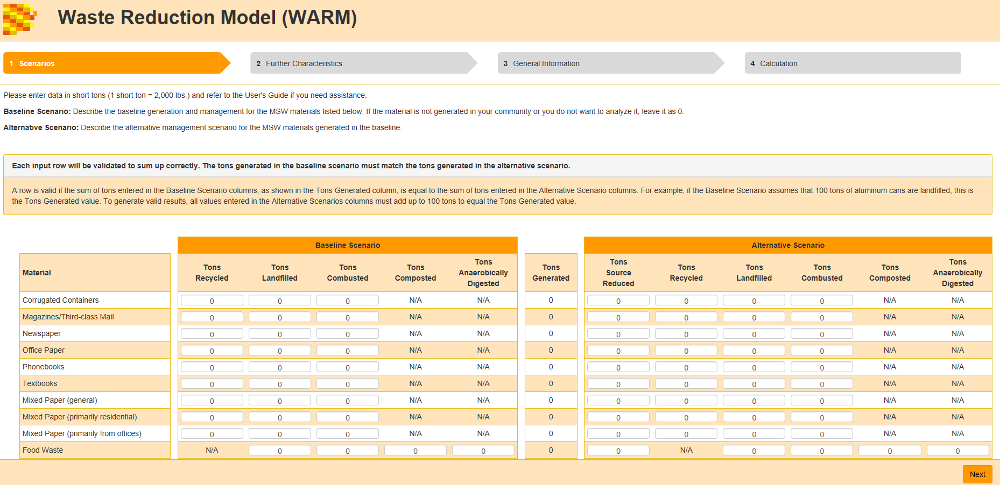 Waste Reduction Model (WARM)
1 Scenarios
2 Further Characteristics
3 General Information
4 Calculation
Please enter data in short tons (1 short ton = 2,000 lbs.) and refer to the User's Guide if you need assistance.
Baseline Scenario: Describe the baseline generation and management for the MSW materials listed below. If the material is not generated in your community or you do not want to analyze it, leave it as 0.
Alternative Scenario: Describe the alternative management scenario for the MSW materials generated in the baseline.
Each input row will be validated to sum up correctly. The tons generated in the baseline scenario must match the tons generated in the alternative scenario.
A row is valid if the sum of tons entered in the Baseline Scenario columns, as shown in the Tons Generated column, is equal to the sum of tons entered in the Alternative Scenario columns. For example, if the Baseline Scenario assumes that 100 tons of aluminum cans are landfilled, this is
the Tons Generated value. To generate valid results, all values entered in the Alternative Scenarios columns must add up to 100 tons to equal the Tons Generated value.
Baseline Scenario
Alternative Scenario
Material
Tons
Recycled
Tons
Landfilled
Tons
Combusted
Tons
Composted
Tons
Anaerobically
Digested
Tons
Generated
Tons
Source
Reduced
Tons
Recycled
Tons
Landfilled
Tons
Combusted
Tons
Composted
Tons
Anaerobically
Digested
Corrugated Containers 0 0 0 N/A N/A 0 0 0 0 0 N/A N/A
Magazines/Third-class Mail 0 0 0 N/A N/A 0 0 0 0 0 N/A N/A
Newspaper 0 0 0 N/A N/A 0 0 0 0 0 N/A N/A
Office Paper 0 0 0 N/A N/A 0 0 0 0 0 N/A N/A
Phonebooks 0 0 0 N/A N/A 0 0 0 0 0 N/A N/A
Textbooks 0 0 0 N/A N/A 0 0 0 0 0 N/A N/A
Mixed Paper (general) 0 0 0 N/A N/A 0 0 0 0 0 N/A N/A
Mixed Paper (primarily residential) 0 0 0 N/A N/A 0 0 0 0 0 N/A N/A
Mixed Paper (primarily from offices) 0 0 0 N/A N/A 0 0 0 0 0 N/A N/A
Food Waste N/A 0 0 0 0 0 0 N/A 0 0 0 0
Next